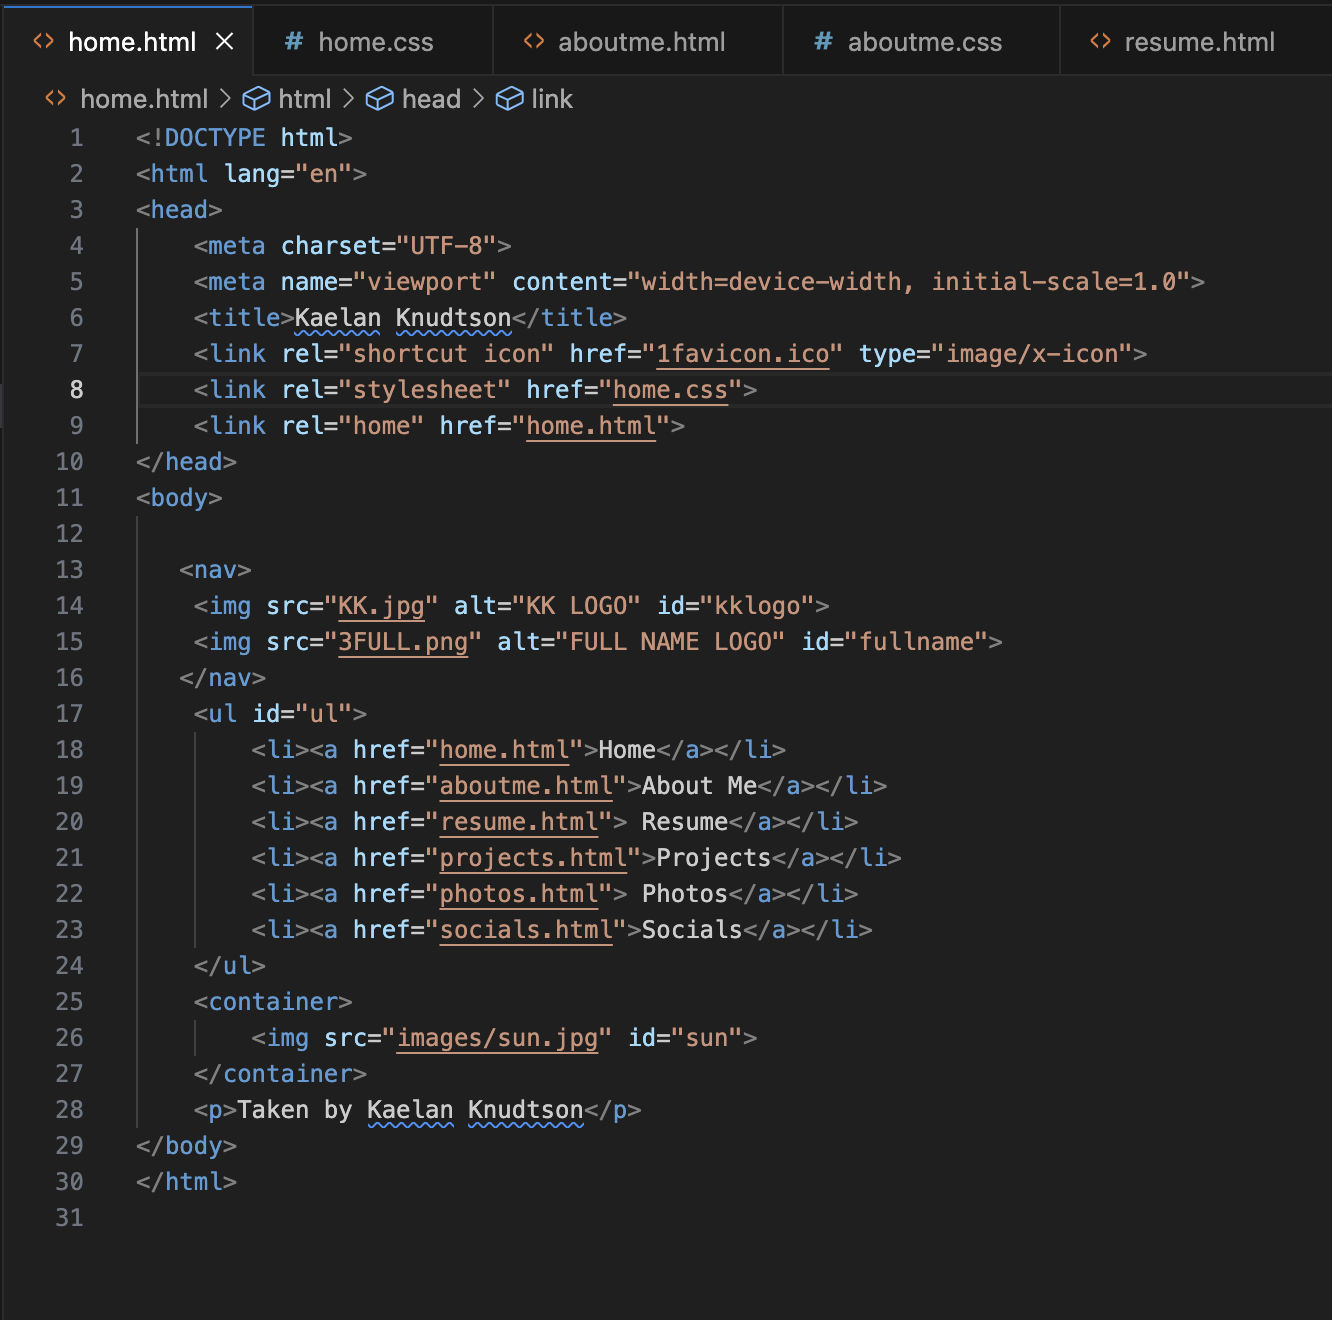 home.html home.css aboutme.html aboutme.css resume.html
home.html > html > head > link
1 <!DOCTYPE html>
2 <html lang="en">
3 <head>
4     <meta charset="UTF-8">
5     <meta name="viewport" content="width=device-width, initial-scale=1.0">
6     <title>Kaelan Knudtson</title>
7     <link rel="shortcut icon" href="1favicon.ico" type="image/x-icon">
8     <link rel="stylesheet" href="home.css">
9     <link rel="home" href="home.html">
10 </head>
11 <body>
12
13    <nav>
14     <img src="KK.jpg" alt="KK LOGO" id="kklogo">
15     <img src="3FULL.png" alt="FULL NAME LOGO" id="fullname">
16    </nav>
17     <ul id="ul">
18         <li><a href="home.html">Home</a></li>
19         <li><a href="aboutme.html">About Me</a></li>
20         <li><a href="resume.html"> Resume</a></li>
21         <li><a href="projects.html">Projects</a></li>
22         <li><a href="photos.html"> Photos</a></li>
23         <li><a href="socials.html">Socials</a></li>
24     </ul>
25     <container>
26         <img src="images/sun.jpg" id="sun">
27     </container>
28     <p>Taken by Kaelan Knudtson</p>
29 </body>
30 </html>
31